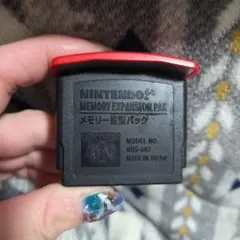 NINTENDO64
MEMORY EXPANSION PAK
メモリー拡張パック
MODEL NO.
NUS-007
MADE IN JAPAN